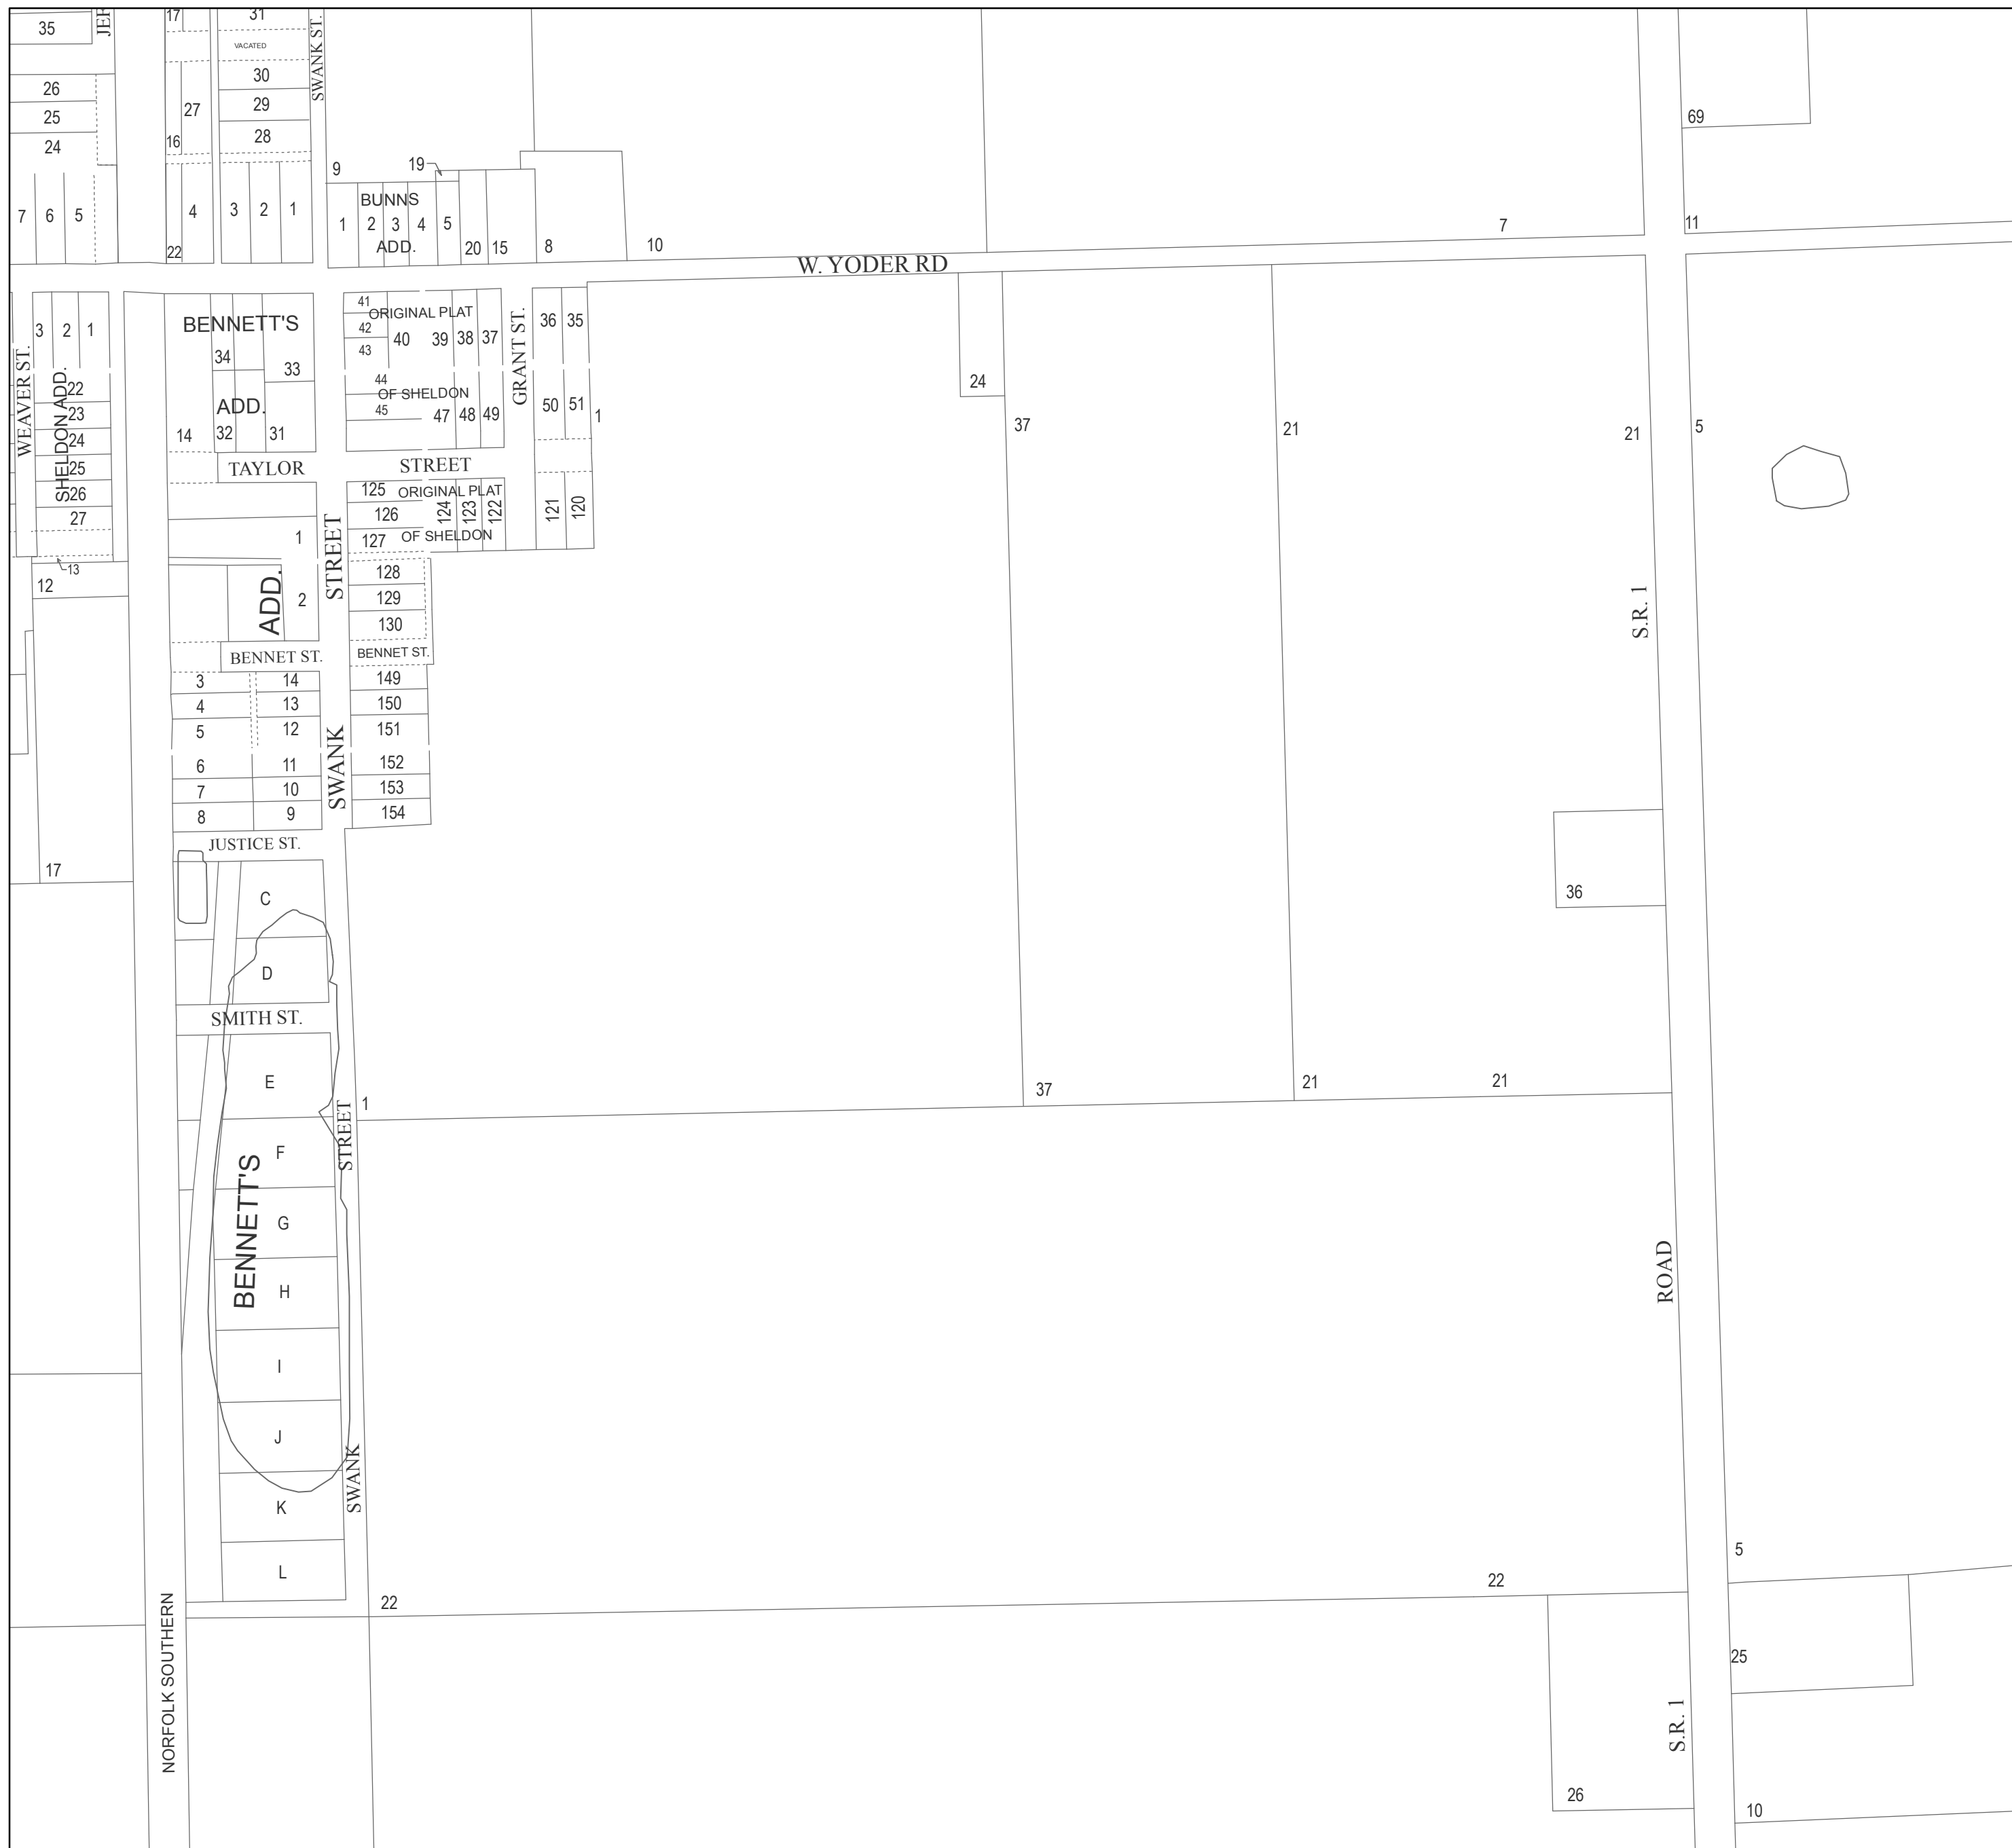 35
JEF
17
31
SWANK ST.
VACATED
26
30
27
29
25
69
16
28
24
9
19
BUNNS
7
6
5
4
3
2
1
1
2
3
4
5
ADD.
22
20
15
8
10
7
11
W. YODER RD
3
2
1
BENNETT'S
41
ORIGINAL PLAT
42
40
39
38
37
43
GRANT ST.
36
35
WEAVER ST.
SHELDON ADD.
34
33
44
OF SHELDON
24
22
ADD.
45
47
48
49
50
51
1
23
14
32
31
37
21
21
5
24
TAYLOR
STREET
25
26
27
125
ORIGINAL PLAT
126
124
123
122
121
120
127
OF SHELDON
1
STREET
13
12
128
ADD.
2
129
130
S.R. 1
BENNET ST.
BENNET ST.
3
14
149
4
13
150
5
12
151
SWANK
6
11
152
7
10
153
8
9
154
JUSTICE ST.
17
C
36
D
SMITH ST.
E
1
37
21
21
STREET
F
BENNETT'S
G
ROAD
H
I
J
SWANK
K
5
L
22
22
NORFOLK SOUTHERN
25
S.R. 1
26
10